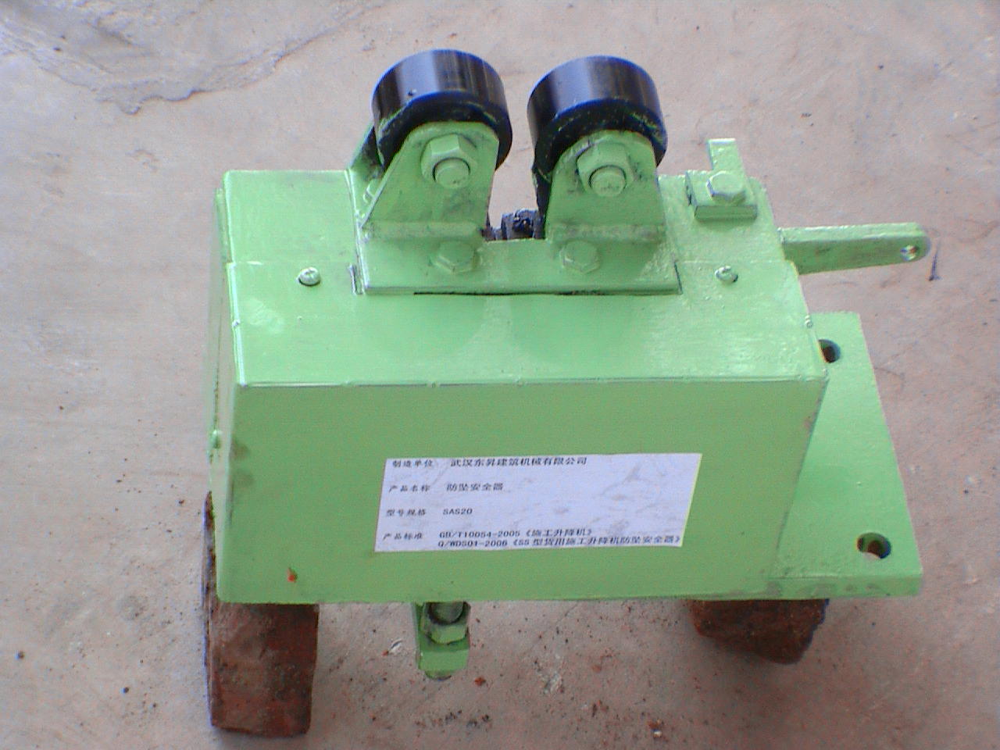 制造单位 武汉东昇建筑机械有限公司
产品名称 防坠安全器
型号规格 SAS20
产品标准 GB/T10054-2005《施工升降机》
Q/WDS01-2006《SS型货用施工升降机防坠安全器》